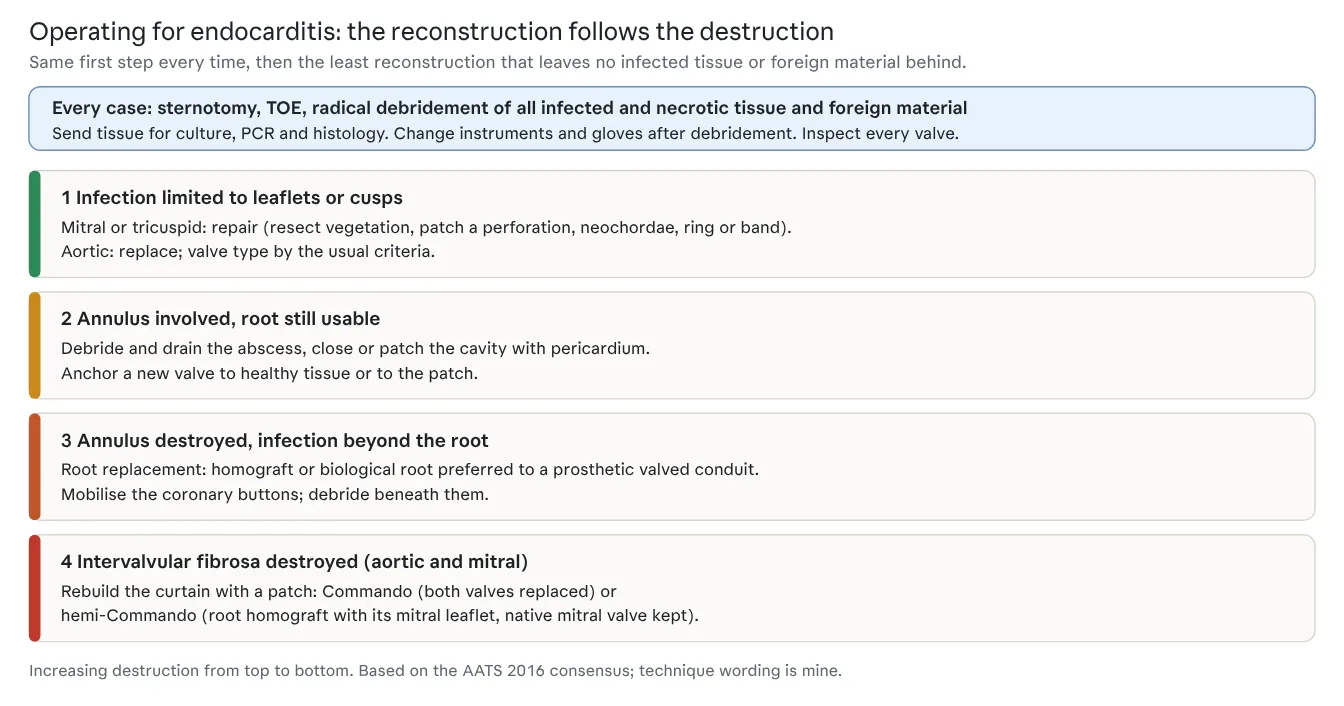 Operating for endocarditis: the reconstruction follows the destruction
Same first step every time, then the least reconstruction that leaves no infected tissue or foreign material behind.
Every case: sternotomy, TOE, radical debridement of all infected and necrotic tissue and foreign material
Send tissue for culture, PCR and histology. Change instruments and gloves after debridement. Inspect every valve.
1 Infection limited to leaflets or cusps
Mitral or tricuspid: repair (resect vegetation, patch a perforation, neochordae, ring or band).
Aortic: replace; valve type by the usual criteria.
2 Annulus involved, root still usable
Debride and drain the abscess, close or patch the cavity with pericardium.
Anchor a new valve to healthy tissue or to the patch.
3 Annulus destroyed, infection beyond the root
Root replacement: homograft or biological root preferred to a prosthetic valved conduit.
Mobilise the coronary buttons; debride beneath them.
4 Intervalvular fibrosa destroyed (aortic and mitral)
Rebuild the curtain with a patch: Commando (both valves replaced) or
hemi-Commando (root homograft with its mitral leaflet, native mitral valve kept).
Increasing destruction from top to bottom. Based on the AATS 2016 consensus; technique wording is mine.